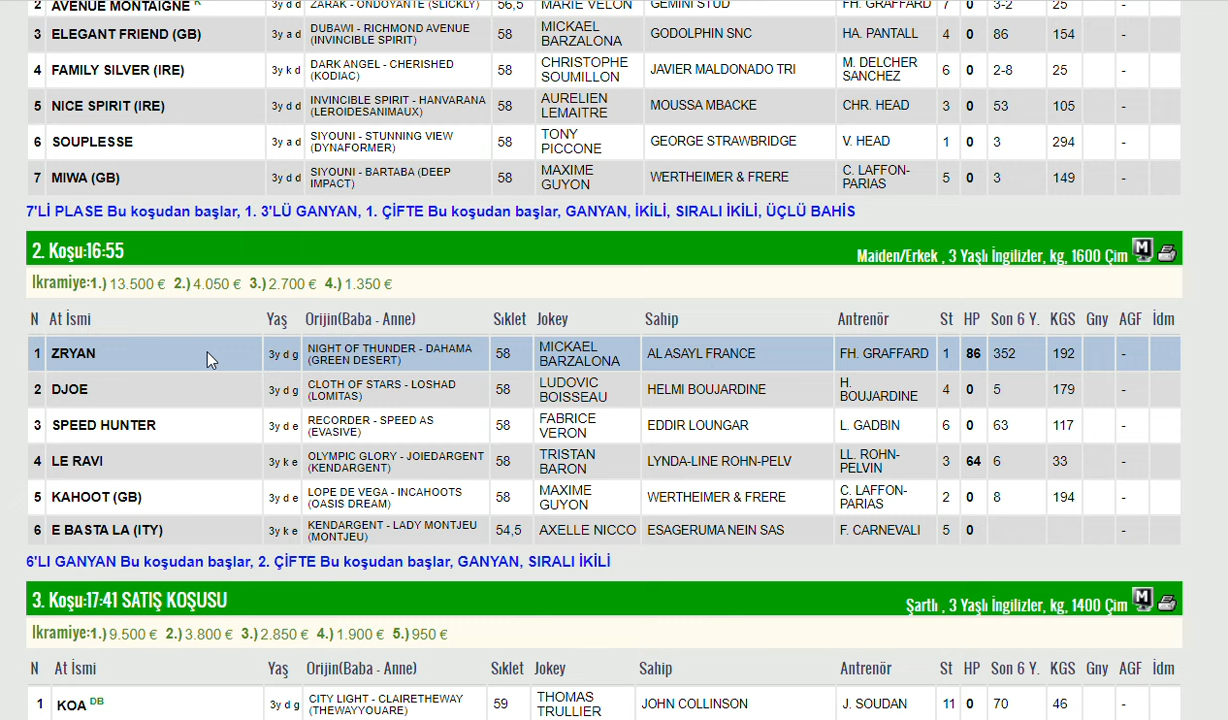 2 AVENUE MONTAIGNE K 3y d d ZARAK - ONDOYANTE (SLICKLY) 56,5 MARIE VELON GEMINI STUD FH. GRAFFARD 7 0 3-2 25 -
3 ELEGANT FRIEND (GB) 3y a d DUBAWI - RICHMOND AVENUE (INVINCIBLE SPIRIT) 58 MICKAEL BARZALONA GODOLPHIN SNC HA. PANTALL 4 0 86 154 -
4 FAMILY SILVER (IRE) 3y k d DARK ANGEL - CHERISHED (KODIAC) 58 CHRISTOPHE SOUMILLON JAVIER MALDONADO TRI M. DELCHER SANCHEZ 6 0 2-8 25 -
5 NICE SPIRIT (IRE) 3y d d INVINCIBLE SPIRIT - HANVARANA (LEROIDESANIMAUX) 58 AURELIEN LEMAITRE MOUSSA MBACKE CHR. HEAD 3 0 53 105 -
6 SOUPLESSE 3y a d SIYOUNI - STUNNING VIEW (DYNAFORMER) 58 TONY PICCONE GEORGE STRAWBRIDGE V. HEAD 1 0 3 294 -
7 MIWA (GB) 3y d d SIYOUNI - BARTABA (DEEP IMPACT) 58 MAXIME GUYON WERTHEIMER & FRERE C. LAFFON-PARIAS 5 0 3 149 -
7'Lİ PLASE Bu koşudan başlar, 1. 3'LÜ GANYAN, 1. ÇİFTE Bu koşudan başlar, GANYAN, İKİLİ, SIRALI İKİLİ, ÜÇLÜ BAHİS
2. Koşu:16:55 Maiden/Erkek , 3 Yaşlı İngilizler, kg, 1600 Çim M
İkramiye:1.) 13.500 € 2.) 4.050 € 3.) 2.700 € 4.) 1.350 €
N At İsmi Yaş Orijin(Baba - Anne) Sıklet Jokey Sahip Antrenör St HP Son 6 Y. KGS Gny AGF İdm
1 ZRYAN 3y d g NIGHT OF THUNDER - DAHAMA (GREEN DESERT) 58 MICKAEL BARZALONA AL ASAYL FRANCE FH. GRAFFARD 1 86 352 192 -
2 DJOE 3y d g CLOTH OF STARS - LOSHAD (LOMITAS) 58 LUDOVIC BOISSEAU HELMI BOUJARDINE H. BOUJARDINE 4 0 5 179 -
3 SPEED HUNTER 3y d e RECORDER - SPEED AS (EVASIVE) 58 FABRICE VERON EDDIR LOUNGAR L. GADBIN 6 0 63 117 -
4 LE RAVI 3y k e OLYMPIC GLORY - JOIEDARGENT (KENDARGENT) 58 TRISTAN BARON LYNDA-LINE ROHN-PELV LL. ROHN-PELVIN 3 64 6 33 -
5 KAHOOT (GB) 3y d e LOPE DE VEGA - INCAHOOTS (OASIS DREAM) 58 MAXIME GUYON WERTHEIMER & FRERE C. LAFFON-PARIAS 2 0 8 194 -
6 E BASTA LA (ITY) 3y k e KENDARGENT - LADY MONTJEU (MONTJEU) 54,5 AXELLE NICCO ESAGERUMA NEIN SAS F. CARNEVALI 5 0 -
6'LI GANYAN Bu koşudan başlar, 2. ÇİFTE Bu koşudan başlar, GANYAN, SIRALI İKİLİ
3. Koşu:17:41 SATIŞ KOŞUSU Şartlı , 3 Yaşlı İngilizler, kg, 1400 Çim M
İkramiye:1.) 9.500 € 2.) 3.800 € 3.) 2.850 € 4.) 1.900 € 5.) 950 €
N At İsmi Yaş Orijin(Baba - Anne) Sıklet Jokey Sahip Antrenör St HP Son 6 Y. KGS Gny AGF İdm
1 KOA DB 3y d g CITY LIGHT - CLAIRETHEWAY (THEWAYYOUARE) 59 THOMAS TRULLIER JOHN COLLINSON J. SOUDAN 11 0 70 46 -